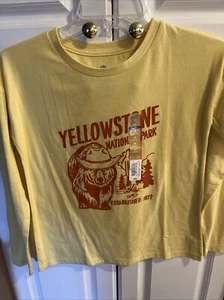 YELLOWSTONE
NATIONAL PARK
ESTABLISHED 1872